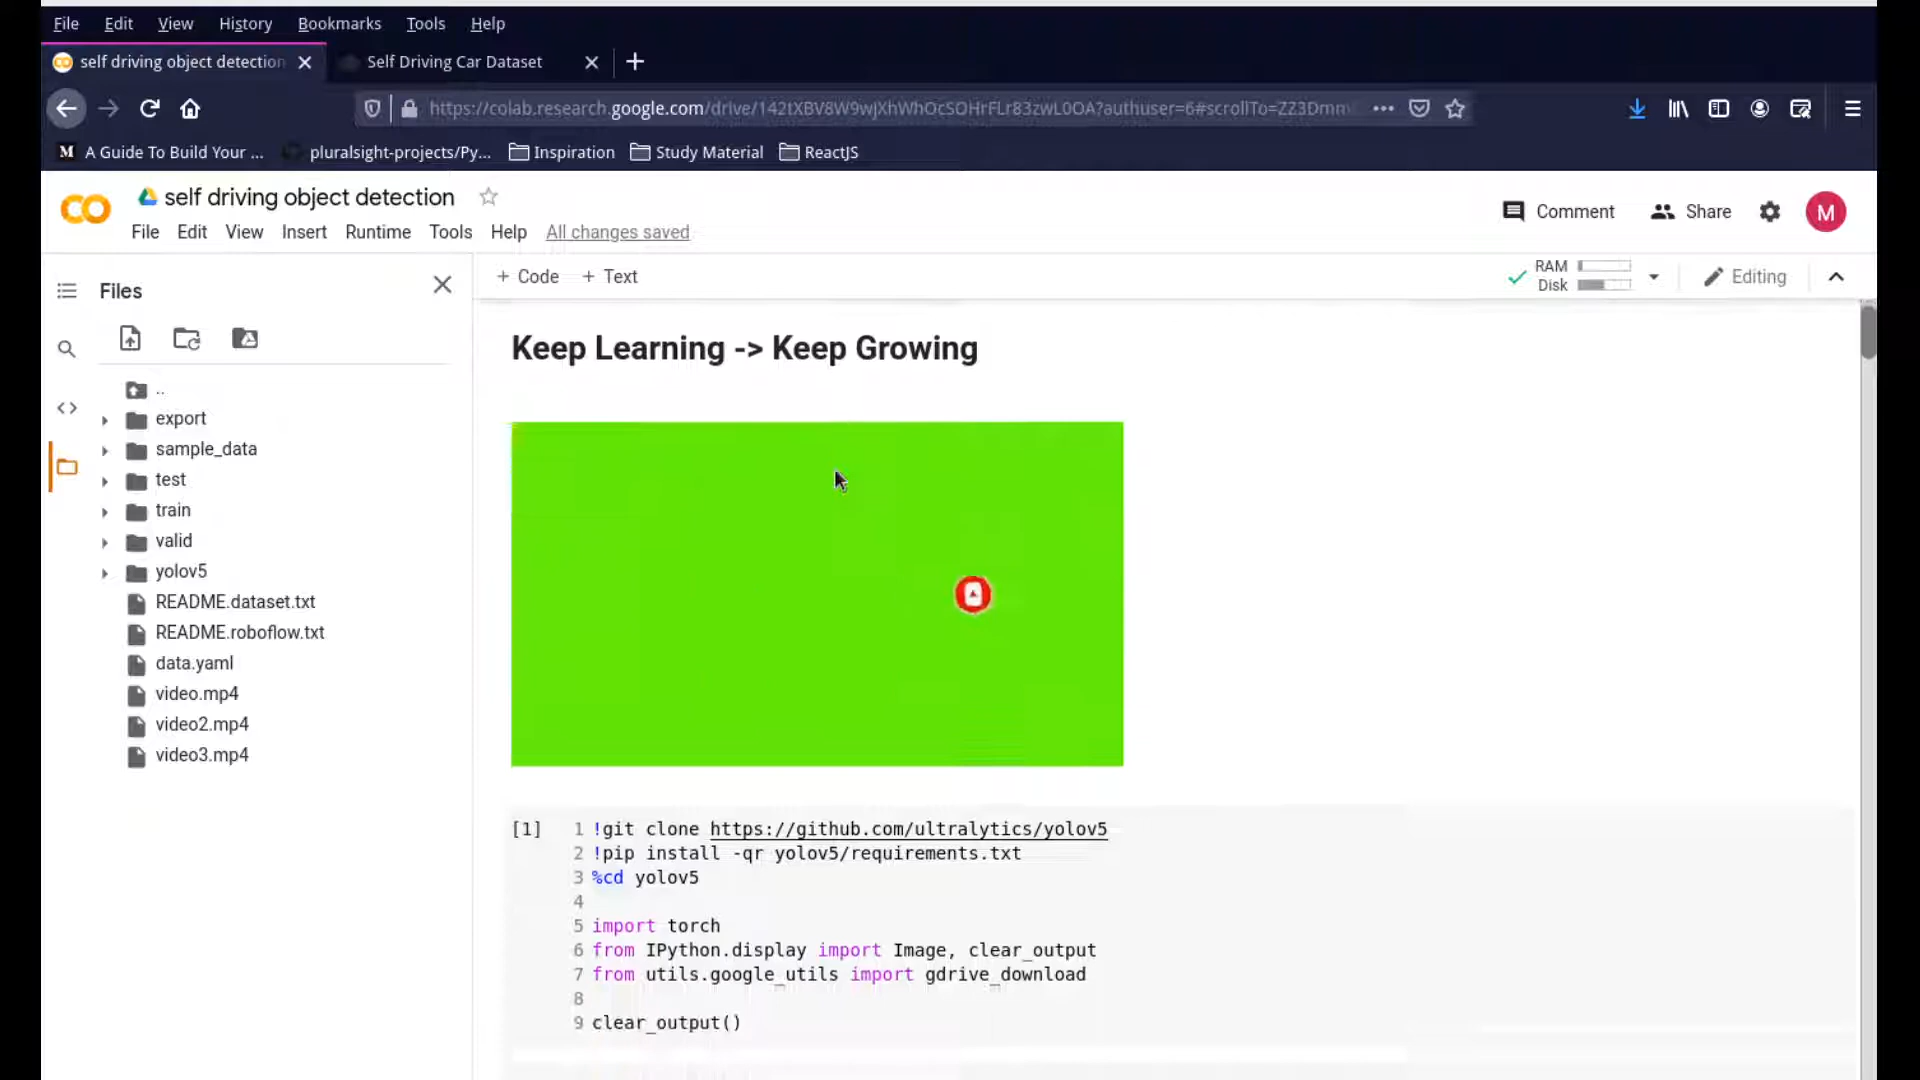 File Edit View History Bookmarks Tools Help
self driving object detection
Self Driving Car Dataset
https://colab.research.google.com/drive/142tXBV8W9wJXhWhOcSOHrFLr83zwL0OA?authuser=6#scrollTo=ZZ3Dmm
M A Guide To Build Your ... pluralsight-projects/Py... Inspiration Study Material ReactJS
self driving object detection
File Edit View Insert Runtime Tools Help All changes saved
Comment Share M
Files
+ Code + Text
RAM
Disk
Editing
..
export
sample_data
test
train
valid
yolov5
README.dataset.txt
README.roboflow.txt
data.yaml
video.mp4
video2.mp4
video3.mp4
Keep Learning -> Keep Growing
[1] 1 !git clone https://github.com/ultralytics/yolov5
2 !pip install -qr yolov5/requirements.txt
3 %cd yolov5
4
5 import torch
6 from IPython.display import Image, clear_output
7 from utils.google_utils import gdrive_download
8
9 clear_output()